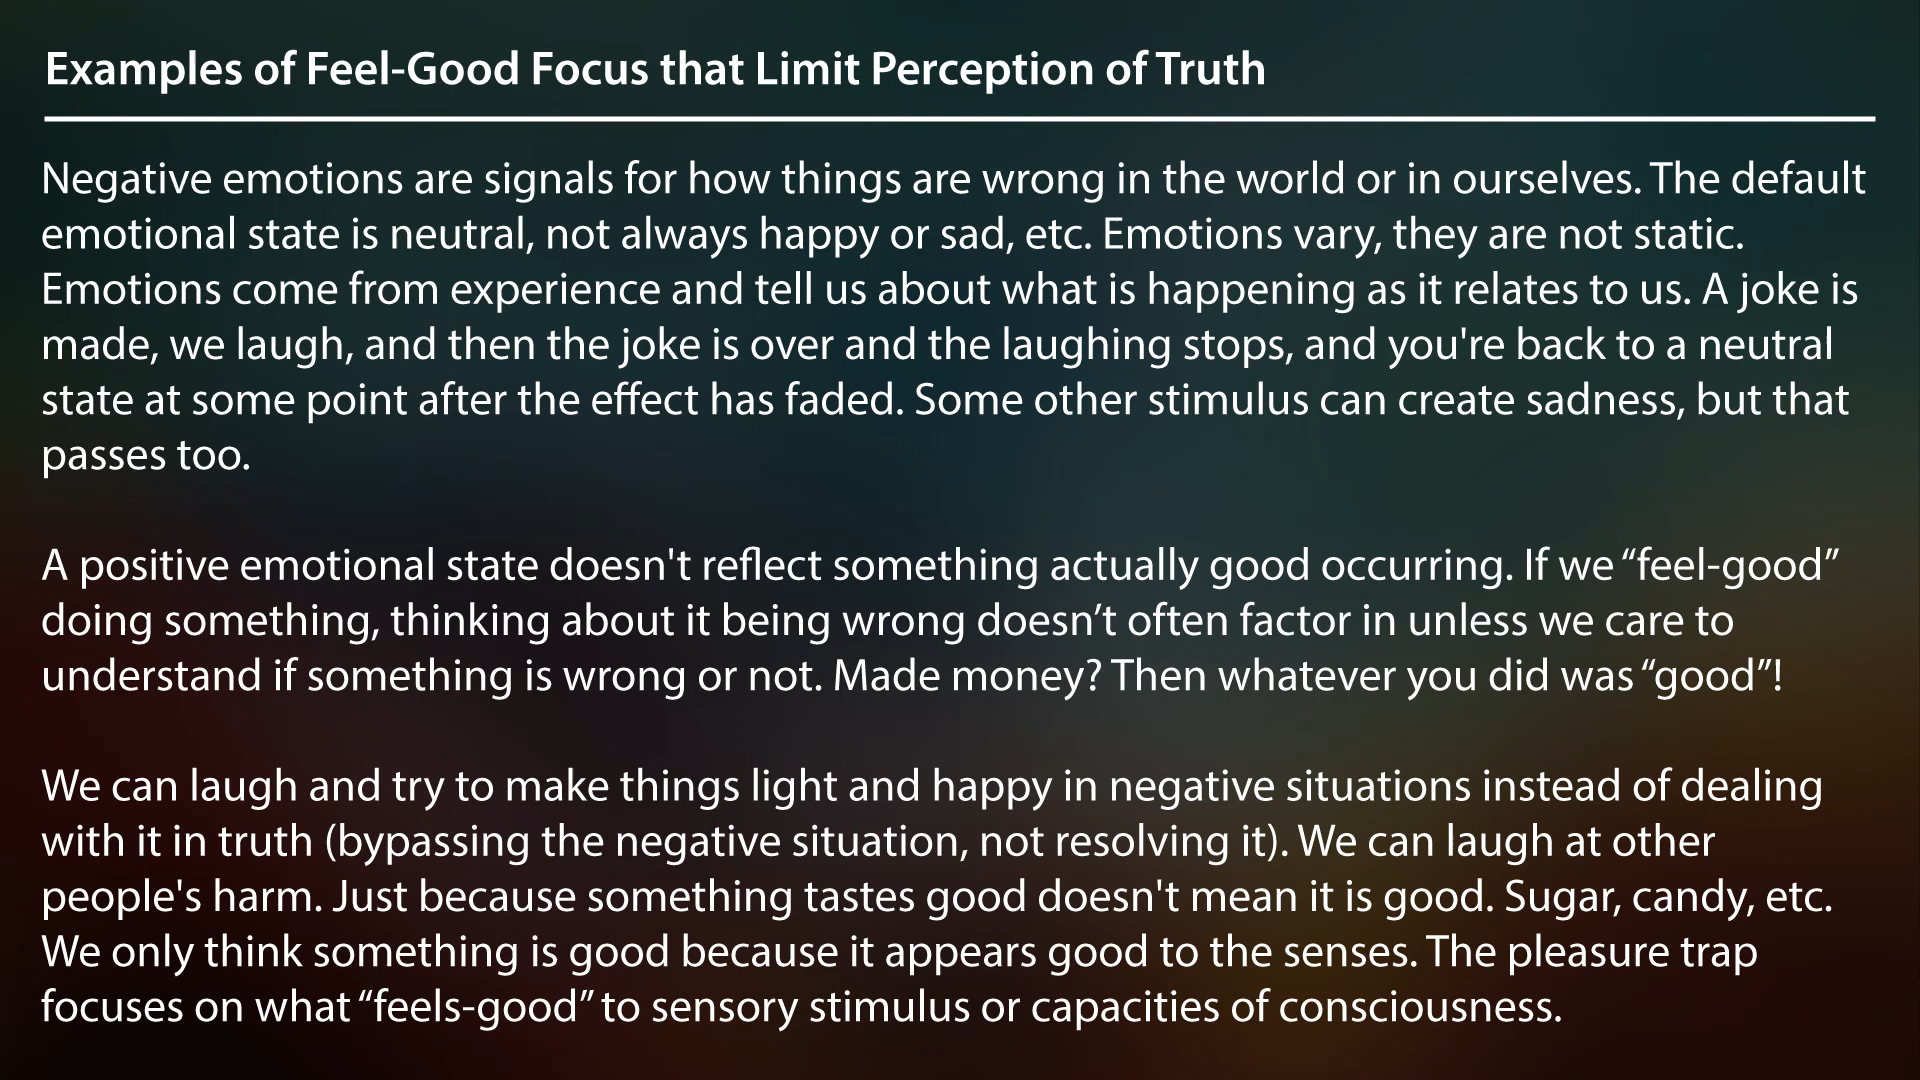 Examples of Feel-Good Focus that Limit Perception of Truth
Negative emotions are signals for how things are wrong in the world or in ourselves. The default
emotional state is neutral, not always happy or sad, etc. Emotions vary, they are not static.
Emotions come from experience and tell us about what is happening as it relates to us. A joke is
made, we laugh, and then the joke is over and the laughing stops, and you're back to a neutral
state at some point after the effect has faded. Some other stimulus can create sadness, but that
passes too.
A positive emotional state doesn't reflect something actually good occurring. If we “feel-good”
doing something, thinking about it being wrong doesn’t often factor in unless we care to
understand if something is wrong or not. Made money? Then whatever you did was “good”!
We can laugh and try to make things light and happy in negative situations instead of dealing
with it in truth (bypassing the negative situation, not resolving it). We can laugh at other
people's harm. Just because something tastes good doesn't mean it is good. Sugar, candy, etc.
We only think something is good because it appears good to the senses. The pleasure trap
focuses on what “feels-good” to sensory stimulus or capacities of consciousness.